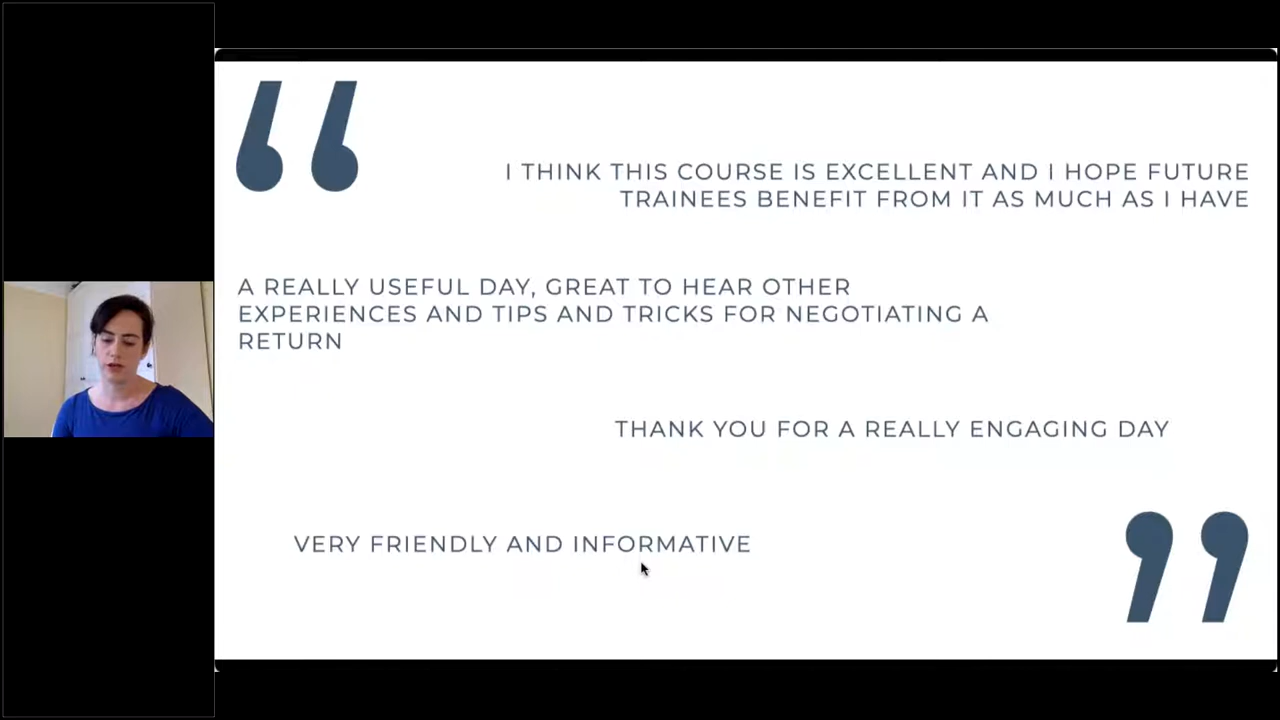 I THINK THIS COURSE IS EXCELLENT AND I HOPE FUTURE
TRAINEES BENEFIT FROM IT AS MUCH AS I HAVE
A REALLY USEFUL DAY, GREAT TO HEAR OTHER
EXPERIENCES AND TIPS AND TRICKS FOR NEGOTIATING A
RETURN
THANK YOU FOR A REALLY ENGAGING DAY
VERY FRIENDLY AND INFORMATIVE